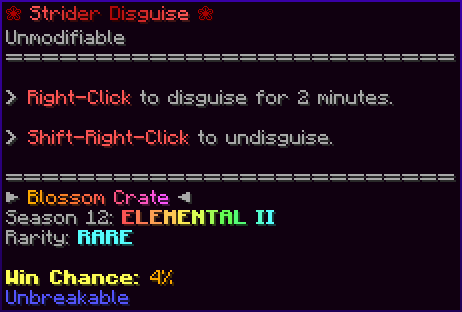 ❀ Strider Disguise ❀
Unmodifiable
================================
> Right-Click to disguise for 2 minutes.
> Shift-Right-Click to undisguise.
================================
► Blossom Crate ◄
Season 12: ELEMENTAL II
Rarity: RARE
Win Chance: 4%
Unbreakable